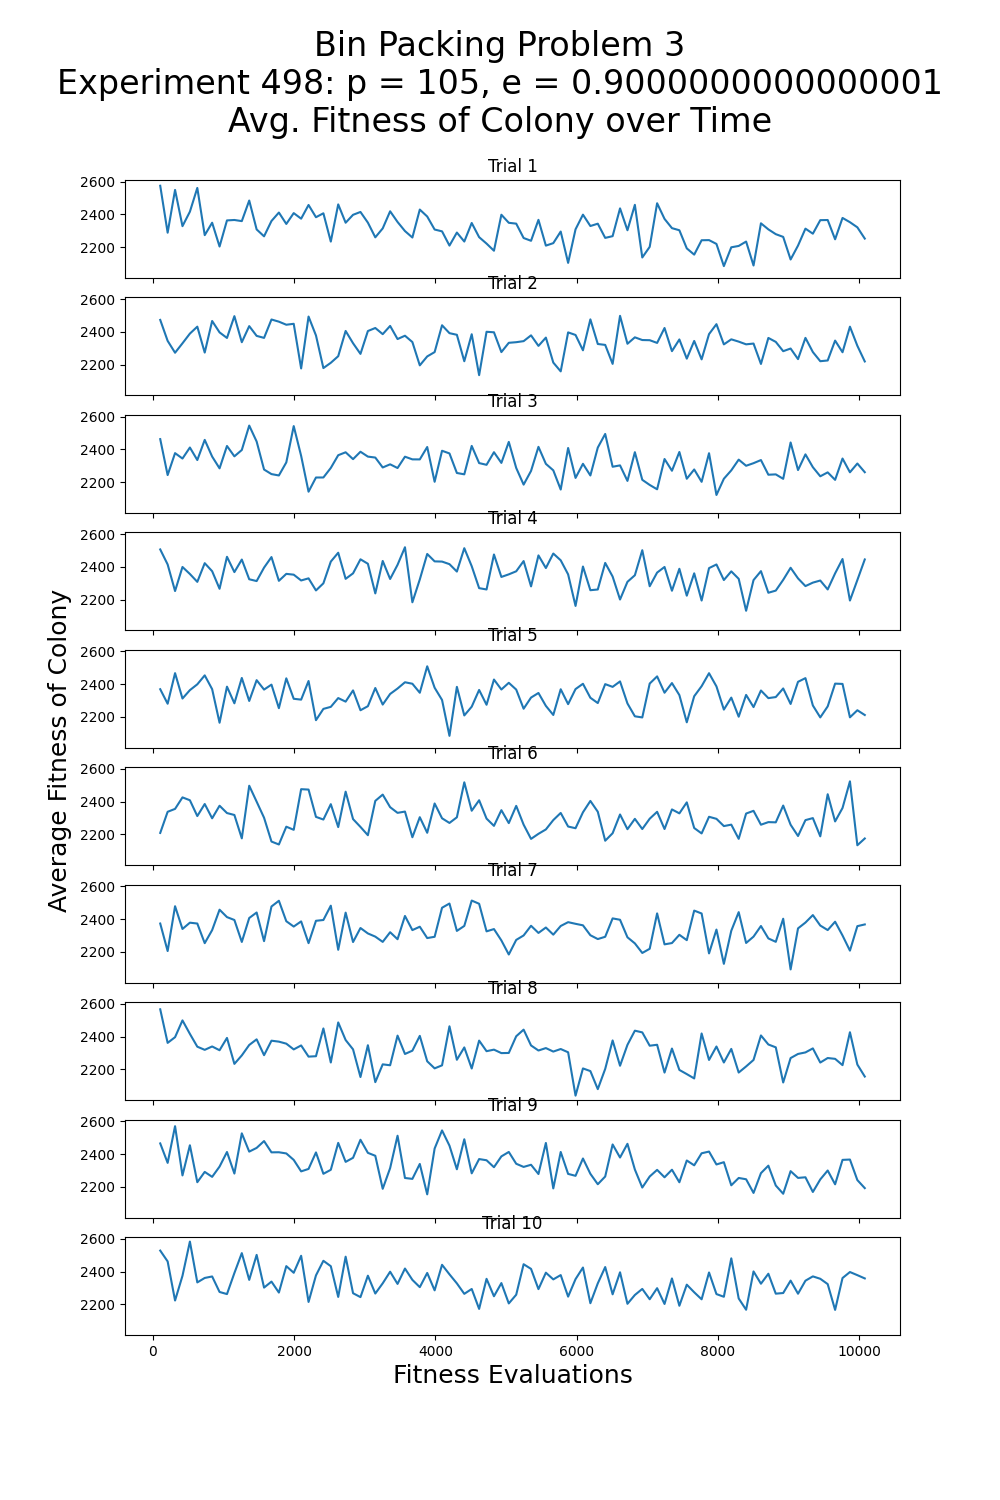 Bin Packing Problem 3
Experiment 498: p = 105, e = 0.9000000000000001
Avg. Fitness of Colony over Time
Trial 1
2600
2400
2200
Trial 2
2600
2400
2200
Trial 3
2600
2400
2200
Trial 4
2600
2400
2200
Trial 5
2600
2400
2200
Trial 6
2600
2400
2200
Trial 7
2600
2400
2200
Trial 8
2600
2400
2200
Trial 9
2600
2400
2200
Trial 10
2600
2400
2200
0 2000 4000 6000 8000 10000
Fitness Evaluations
Average Fitness of Colony